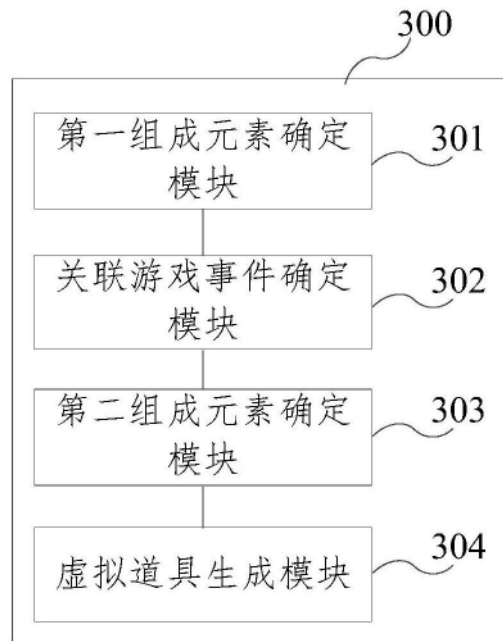 300
第一组成元素确定
模块
301
关联游戏事件确定
模块
302
第二组成元素确定
模块
303
虚拟道具生成模块
304